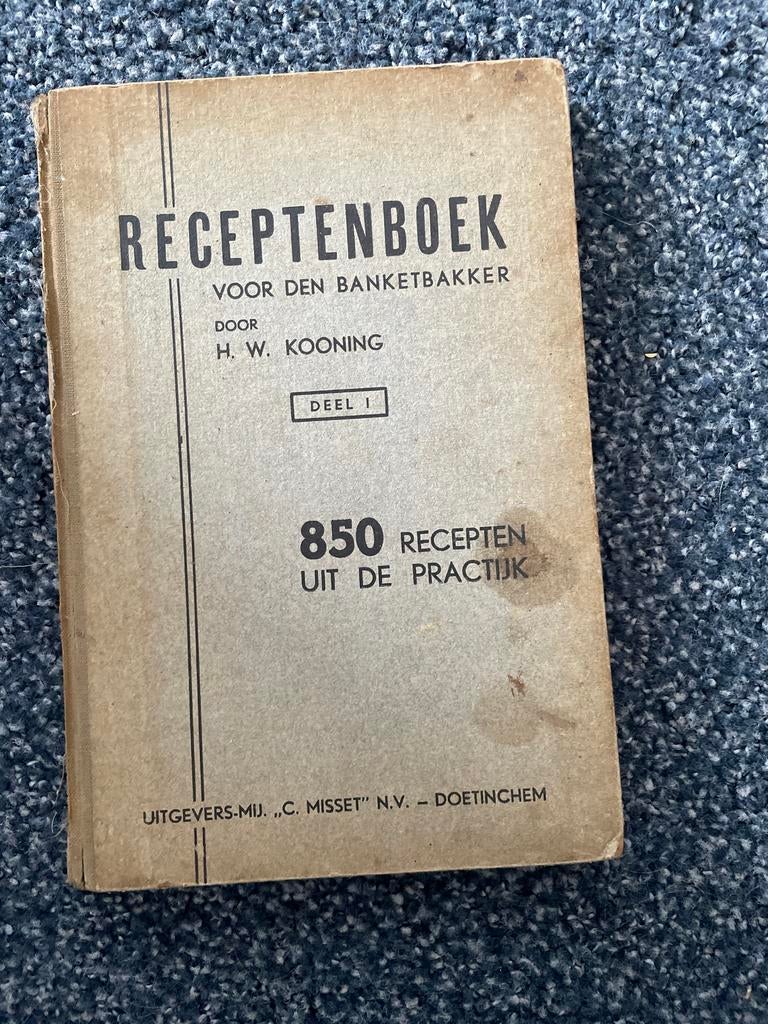 RECEPTENBOEK
VOOR DEN BANKETBAKKER
DOOR
H. W. KOONING
DEEL I
850 RECEPTEN
UIT DE PRACTIJK
UITGEVERS-MIJ. „C. MISSET" N.V. – DOETINCHEM